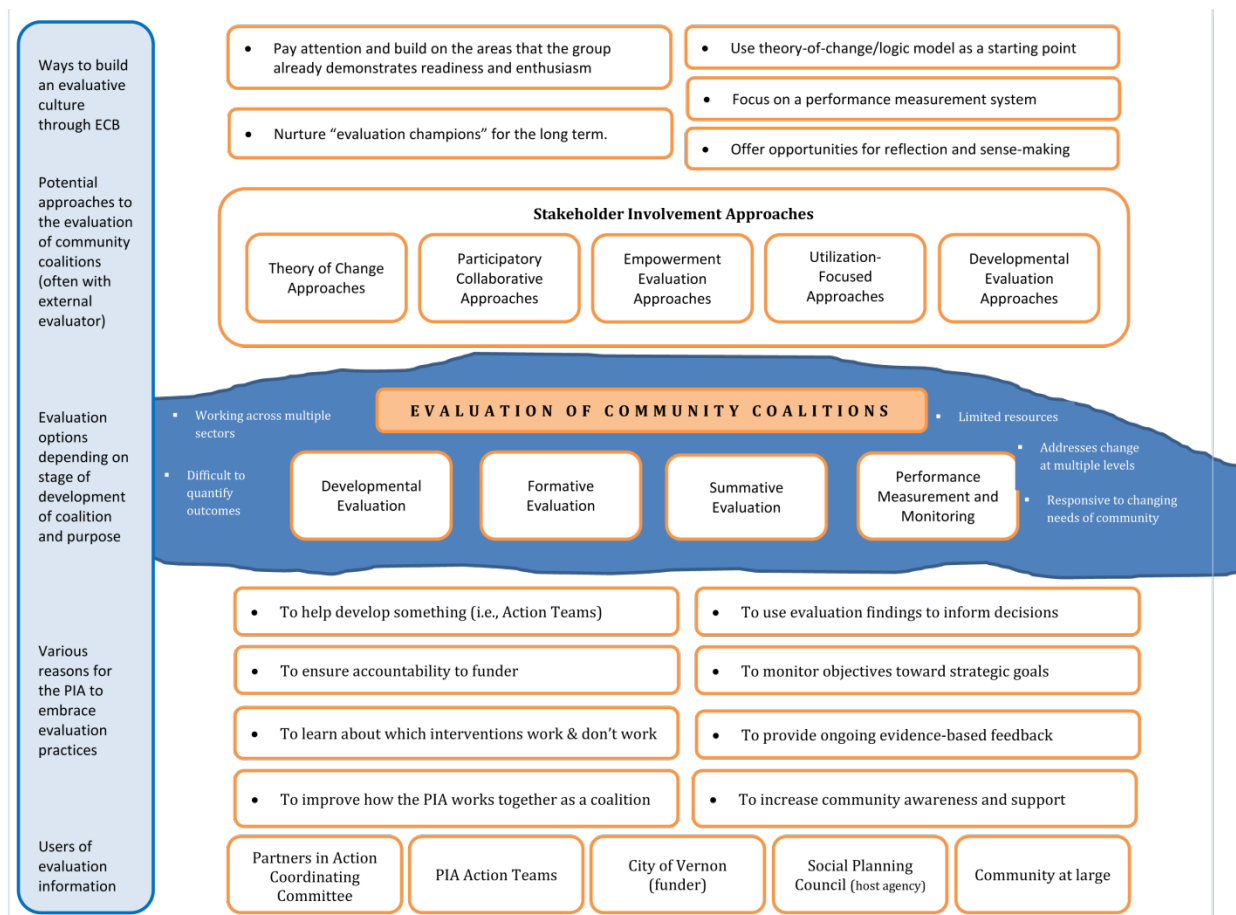 Ways to build
an evaluative
culture
through ECB
• Pay attention and build on the areas that the group
already demonstrates readiness and enthusiasm
• Nurture “evaluation champions” for the long term.
• Use theory-of-change/logic model as a starting point
• Focus on a performance measurement system
• Offer opportunities for reflection and sense-making
Potential
approaches to
the evaluation
of community
coalitions
(often with
external
evaluator)
Stakeholder Involvement Approaches
Theory of Change
Approaches
Participatory
Collaborative
Approaches
Empowerment
Evaluation
Approaches
Utilization-
Focused
Approaches
Developmental
Evaluation
Approaches
Evaluation
options
depending on
stage of
development
of coalition
and purpose
▪ Working across multiple
sectors
▪ Difficult to
quantify
outcomes
EVALUATION OF COMMUNITY COALITIONS
▪ Limited resources
▪ Addresses change
at multiple levels
▪ Responsive to changing
needs of community
Developmental
Evaluation
Formative
Evaluation
Summative
Evaluation
Performance
Measurement and
Monitoring
Various
reasons for
the PIA to
embrace
evaluation
practices
• To help develop something (i.e., Action Teams)
• To use evaluation findings to inform decisions
• To ensure accountability to funder
• To monitor objectives toward strategic goals
• To learn about which interventions work & don’t work
• To provide ongoing evidence-based feedback
• To improve how the PIA works together as a coalition
• To increase community awareness and support
Users of
evaluation
information
Partners in Action
Coordinating
Committee
PIA Action Teams
City of Vernon
(funder)
Social Planning
Council (host agency)
Community at large